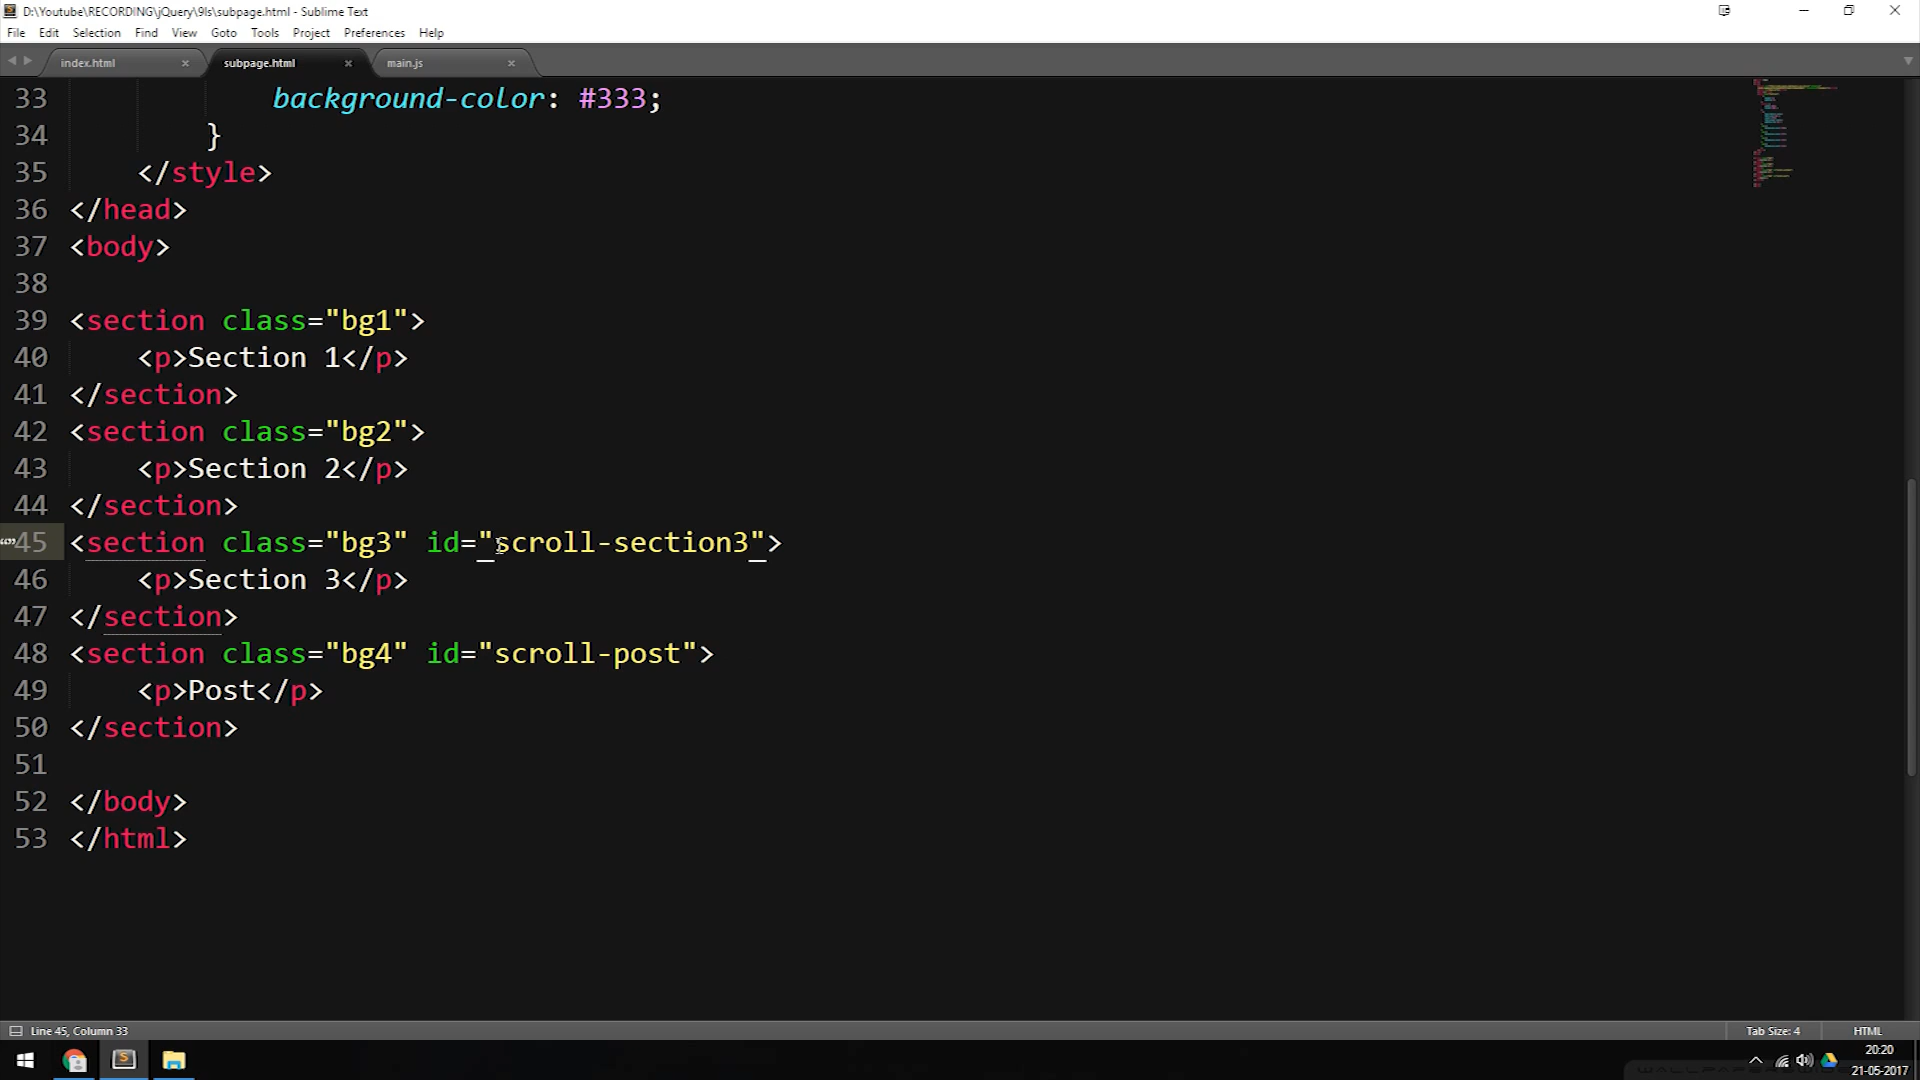 D:\Youtube\RECORDING\jQuery\9ls\subpage.html - Sublime Text
File Edit Selection Find View Goto Tools Project Preferences Help
index.html × subpage.html × main.js ×
33 background-color: #333;
34 }
35 </style>
36 </head>
37 <body>
38
39 <section class="bg1">
40 <p>Section 1</p>
41 </section>
42 <section class="bg2">
43 <p>Section 2</p>
44 </section>
45 <section class="bg3" id="scroll-section3">
46 <p>Section 3</p>
47 </section>
48 <section class="bg4" id="scroll-post">
49 <p>Post</p>
50 </section>
51
52 </body>
53 </html>
Line 45, Column 33 Tab Size: 4 HTML
20:20
21-05-2017